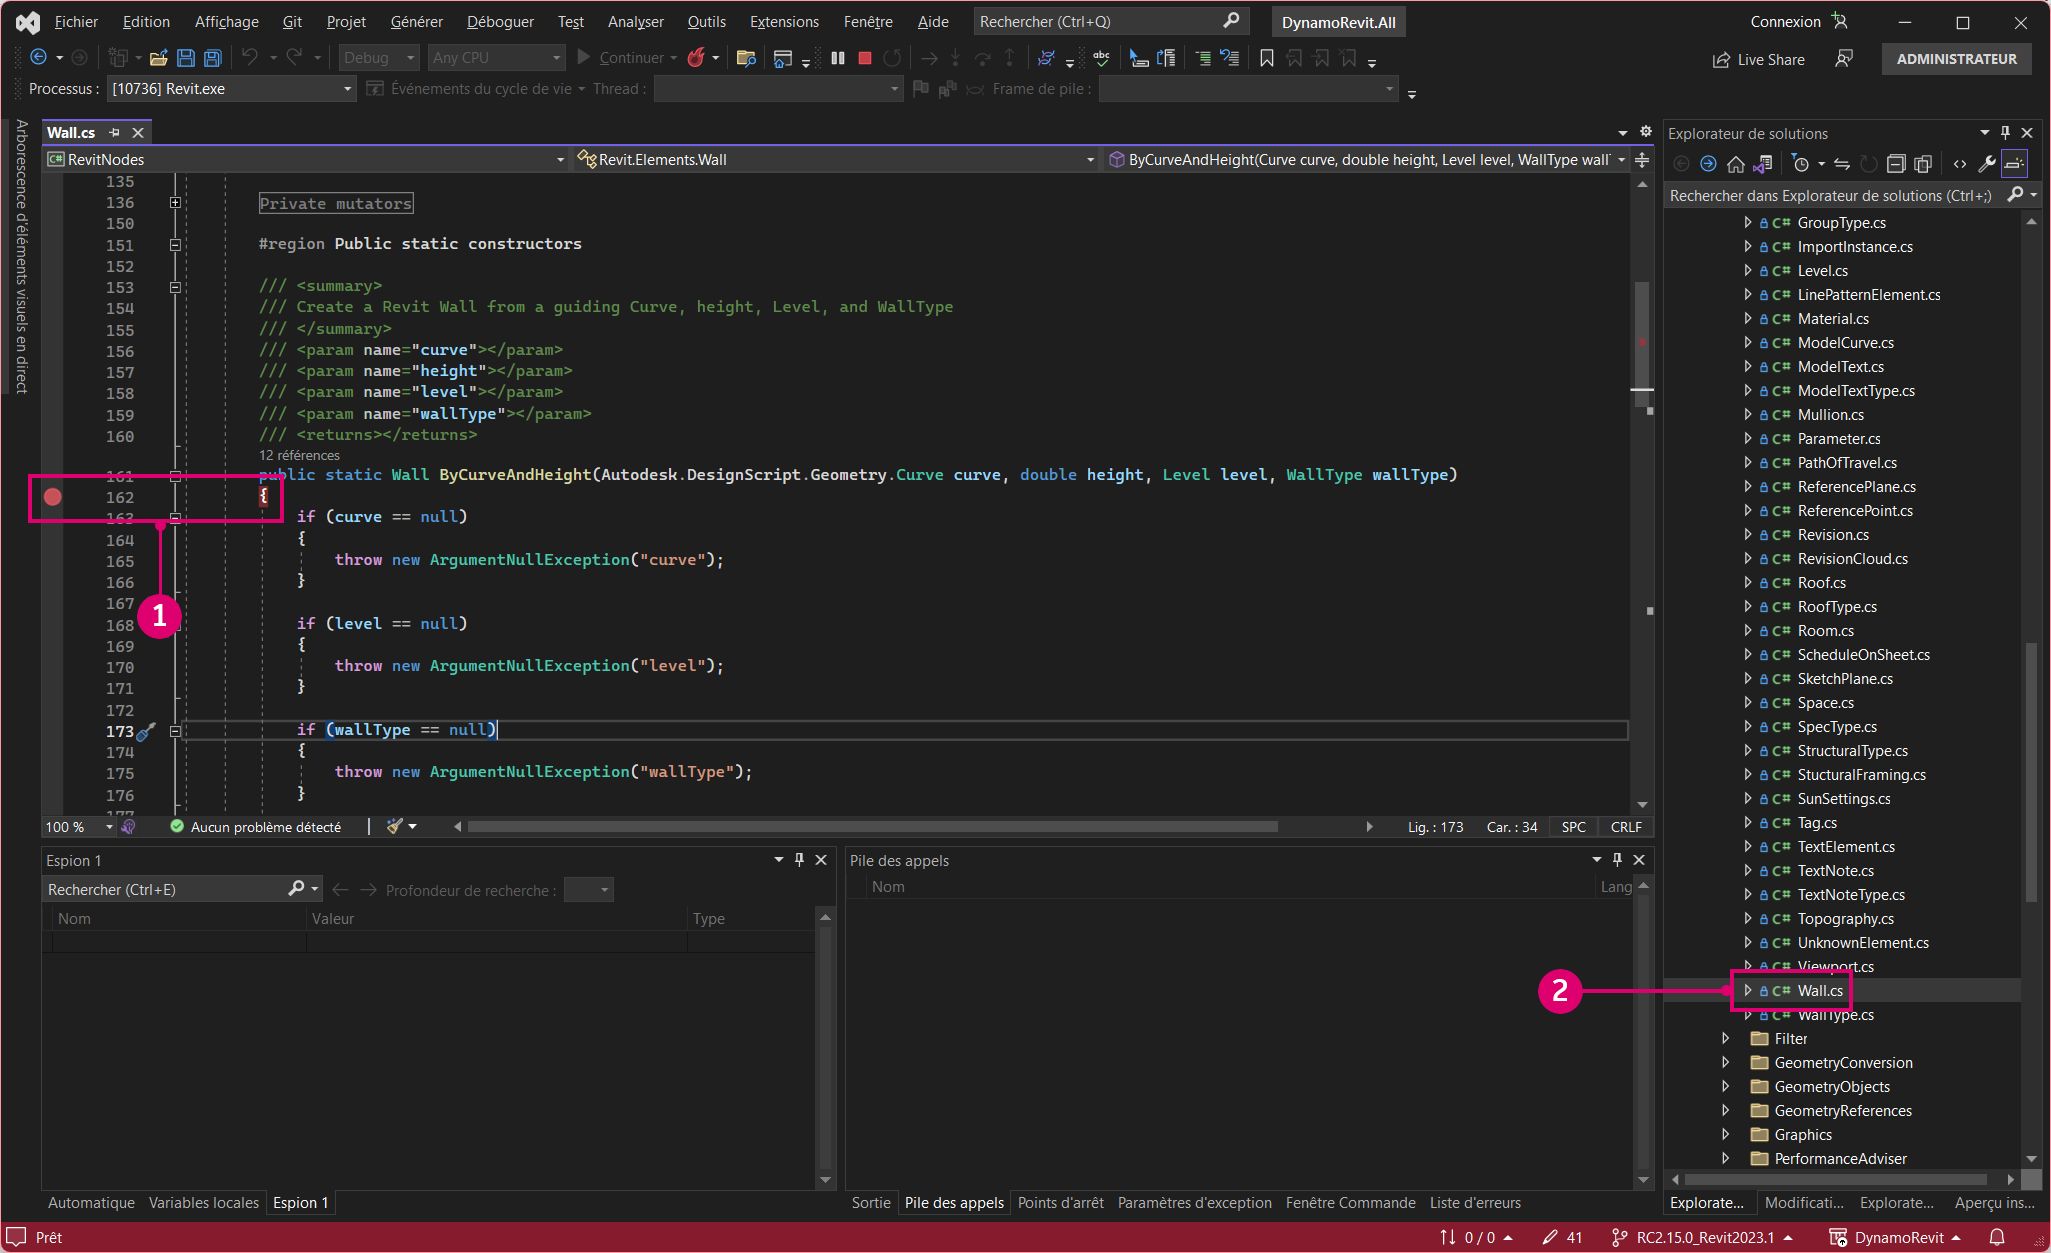 Fichier Edition Affichage Git Projet Générer Déboguer Test Analyser Outils Extensions Fenêtre Aide Rechercher (Ctrl+Q) DynamoRevit.All Connexion
Debug Any CPU Continuer Live Share ADMINISTRATEUR
Processus : [10736] Revit.exe Événements du cycle de vie Thread : Frame de pile :
Arborescence d'éléments visuels en direct
Wall.cs
C# RevitNodes Revit.Elements.Wall ByCurveAndHeight(Curve curve, double height, Level level, WallType wall
135
136 Private mutators
150
151 #region Public static constructors
152
153 /// <summary>
154 /// Create a Revit Wall from a guiding Curve, height, Level, and WallType
155 /// </summary>
156 /// <param name="curve"></param>
157 /// <param name="height"></param>
158 /// <param name="level"></param>
159 /// <param name="wallType"></param>
160 /// <returns></returns>
12 références
161 public static Wall ByCurveAndHeight(Autodesk.DesignScript.Geometry.Curve curve, double height, Level level, WallType wallType)
162 {
163 if (curve == null)
164 {
165 throw new ArgumentNullException("curve");
166 }
167
1
168 if (level == null)
169 {
170 throw new ArgumentNullException("level");
171 }
172
173 if (wallType == null)
174 {
175 throw new ArgumentNullException("wallType");
176 }
177
100 % Aucun problème détecté Lig. : 173 Car. : 34 SPC CRLF
Espion 1
Rechercher (Ctrl+E) Profondeur de recherche :
Nom Valeur Type
Automatique Variables locales Espion 1
Pile des appels
Nom Lang
2
Sortie Pile des appels Points d'arrêt Paramètres d'exception Fenêtre Commande Liste d'erreurs
Explorateur de solutions
Rechercher dans Explorateur de solutions (Ctrl+;)
C# GroupType.cs
C# ImportInstance.cs
C# Level.cs
C# LinePatternElement.cs
C# Material.cs
C# ModelCurve.cs
C# ModelText.cs
C# ModelTextType.cs
C# Mullion.cs
C# Parameter.cs
C# PathOfTravel.cs
C# ReferencePlane.cs
C# ReferencePoint.cs
C# Revision.cs
C# RevisionCloud.cs
C# Roof.cs
C# RoofType.cs
C# Room.cs
C# ScheduleOnSheet.cs
C# SketchPlane.cs
C# Space.cs
C# SpecType.cs
C# StructuralType.cs
C# StucturalFraming.cs
C# SunSettings.cs
C# Tag.cs
C# TextElement.cs
C# TextNote.cs
C# TextNoteType.cs
C# Topography.cs
C# UnknownElement.cs
C# Viewport.cs
C# Wall.cs
C# WallType.cs
Filter
GeometryConversion
GeometryObjects
GeometryReferences
Graphics
PerformanceAdviser
Explorate... Modificati... Explorate... Aperçu ins...
Prêt 0 / 0 41 RC2.15.0_Revit2023.1 DynamoRevit